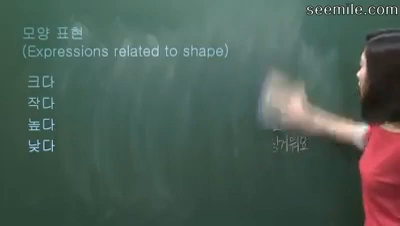 seemile.com
모양 표현
(Expressions related to shape)
크다
작다
높다
낮다